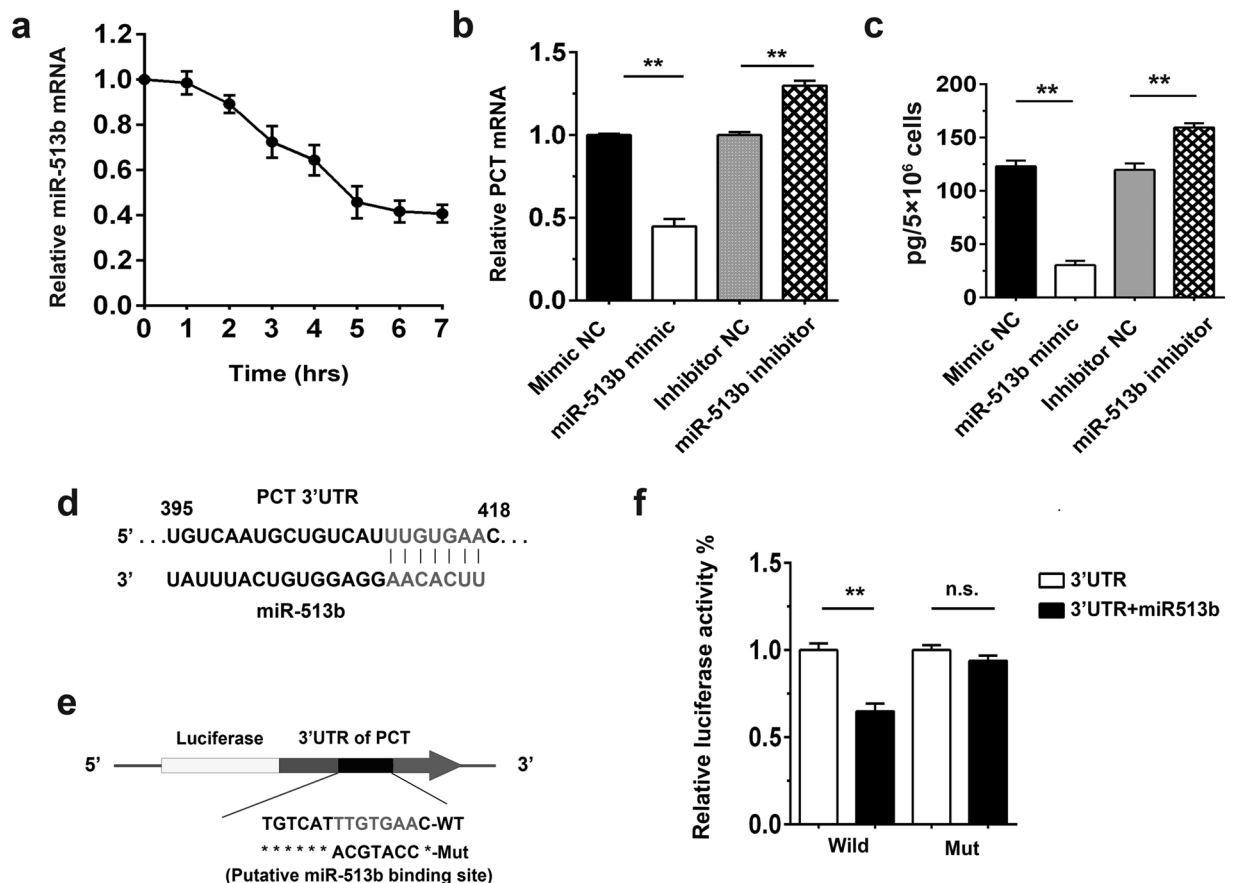 a
Relative miR-513b mRNA
1.2
1.0
0.8
0.6
0.4
0.2
0.0
0 1 2 3 4 5 6 7
Time (hrs)
b
Relative PCT mRNA
1.5
1.0
0.5
0.0
**
**
Mimic NC
miR-513b mimic
Inhibitor NC
miR-513b inhibitor
c
pg/5×10⁶ cells
200
150
100
50
0
**
**
Mimic NC
miR-513b mimic
Inhibitor NC
miR-513b inhibitor
d
395 PCT 3’UTR 418
5’ . . .UGUCAAUGCUGUCAUUUGUGAAC. . .
3’ UAUUUACUGUGGAGGAACACUU
miR-513b
e
Luciferase 3’UTR of PCT
5’ 3’
TGTCATTTGTGAAC-WT
* * * * * * ACGTACC *-Mut
(Putative miR-513b binding site)
f
Relative luciferase activity %
1.5
1.0
0.5
0.0
**
n.s.
Wild Mut
3’UTR
3’UTR+miR513b